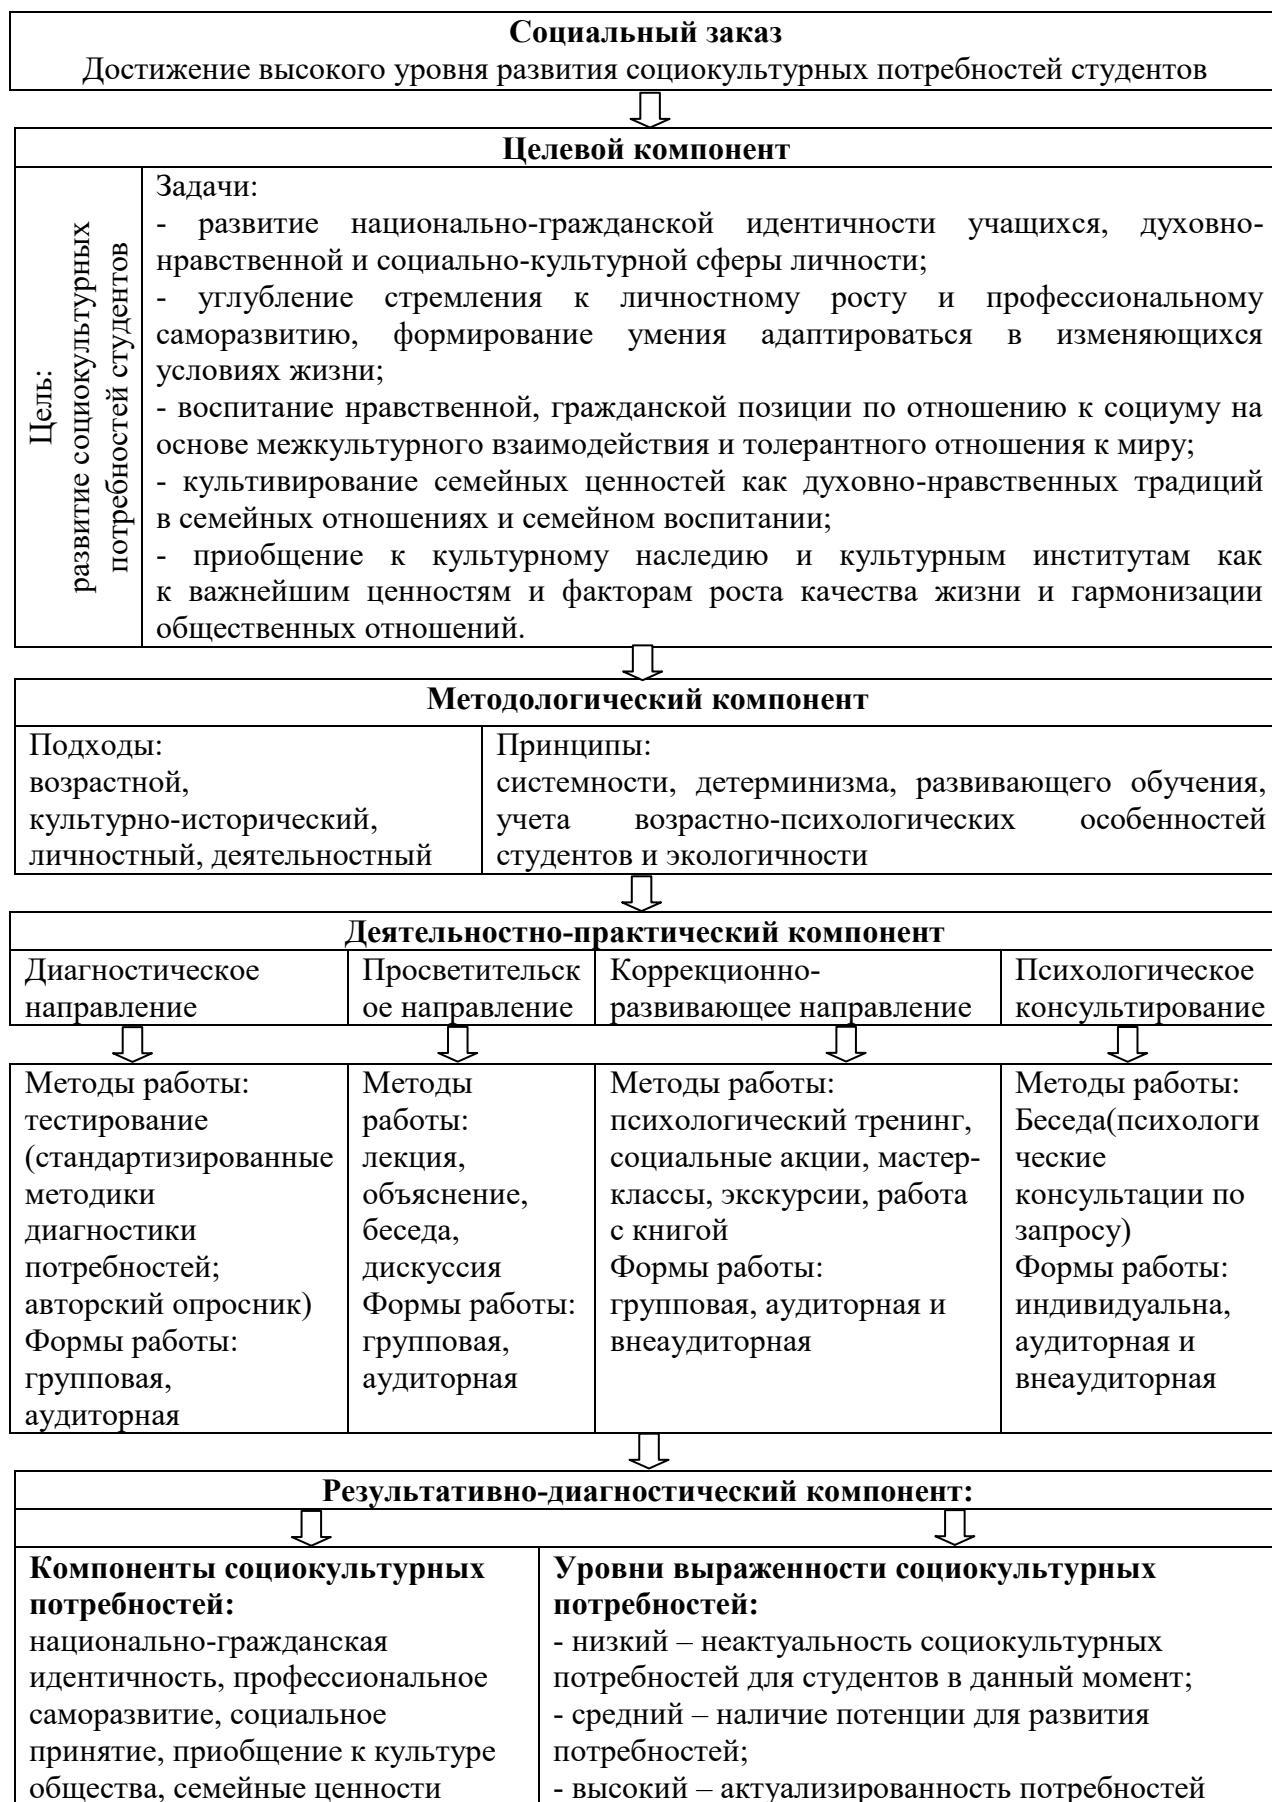 Социальный заказ
Достижение высокого уровня развития социокультурных потребностей студентов
Целевой компонент
Цель:
развитие социокультурных
потребностей студентов
Задачи:
- развитие национально-гражданской идентичности учащихся, духовно-
нравственной и социально-культурной сферы личности;
- углубление стремления к личностному росту и профессиональному
саморазвитию, формирование умения адаптироваться в изменяющихся
условиях жизни;
- воспитание нравственной, гражданской позиции по отношению к социуму на
основе межкультурного взаимодействия и толерантного отношения к миру;
- культивирование семейных ценностей как духовно-нравственных традиций
в семейных отношениях и семейном воспитании;
- приобщение к культурному наследию и культурным институтам как
к важнейшим ценностям и факторам роста качества жизни и гармонизации
общественных отношений.
Методологический компонент
Подходы:
возрастной,
культурно-исторический,
личностный, деятельностный
Принципы:
системности, детерминизма, развивающего обучения,
учета возрастно-психологических особенностей
студентов и экологичности
Деятельностно-практический компонент
Диагностическое
направление
Просветительск
ое направление
Коррекционно-
развивающее направление
Психологическое
консультирование
Методы работы:
тестирование
(стандартизированные
методики
диагностики
потребностей;
авторский опросник)
Формы работы:
групповая,
аудиторная
Методы
работы:
лекция,
объяснение,
беседа,
дискуссия
Формы работы:
групповая,
аудиторная
Методы работы:
психологический тренинг,
социальные акции, мастер-
классы, экскурсии, работа
с книгой
Формы работы:
групповая, аудиторная и
внеаудиторная
Методы работы:
Беседа(психологи
ческие
консультации по
запросу)
Формы работы:
индивидуальна,
аудиторная и
внеаудиторная
Результативно-диагностический компонент:
Компоненты социокультурных
потребностей:
национально-гражданская
идентичность, профессиональное
саморазвитие, социальное
принятие, приобщение к культуре
общества, семейные ценности
Уровни выраженности социокультурных
потребностей:
- низкий – неактуальность социокультурных
потребностей для студентов в данный момент;
- средний – наличие потенции для развития
потребностей;
- высокий – актуализированность потребностей